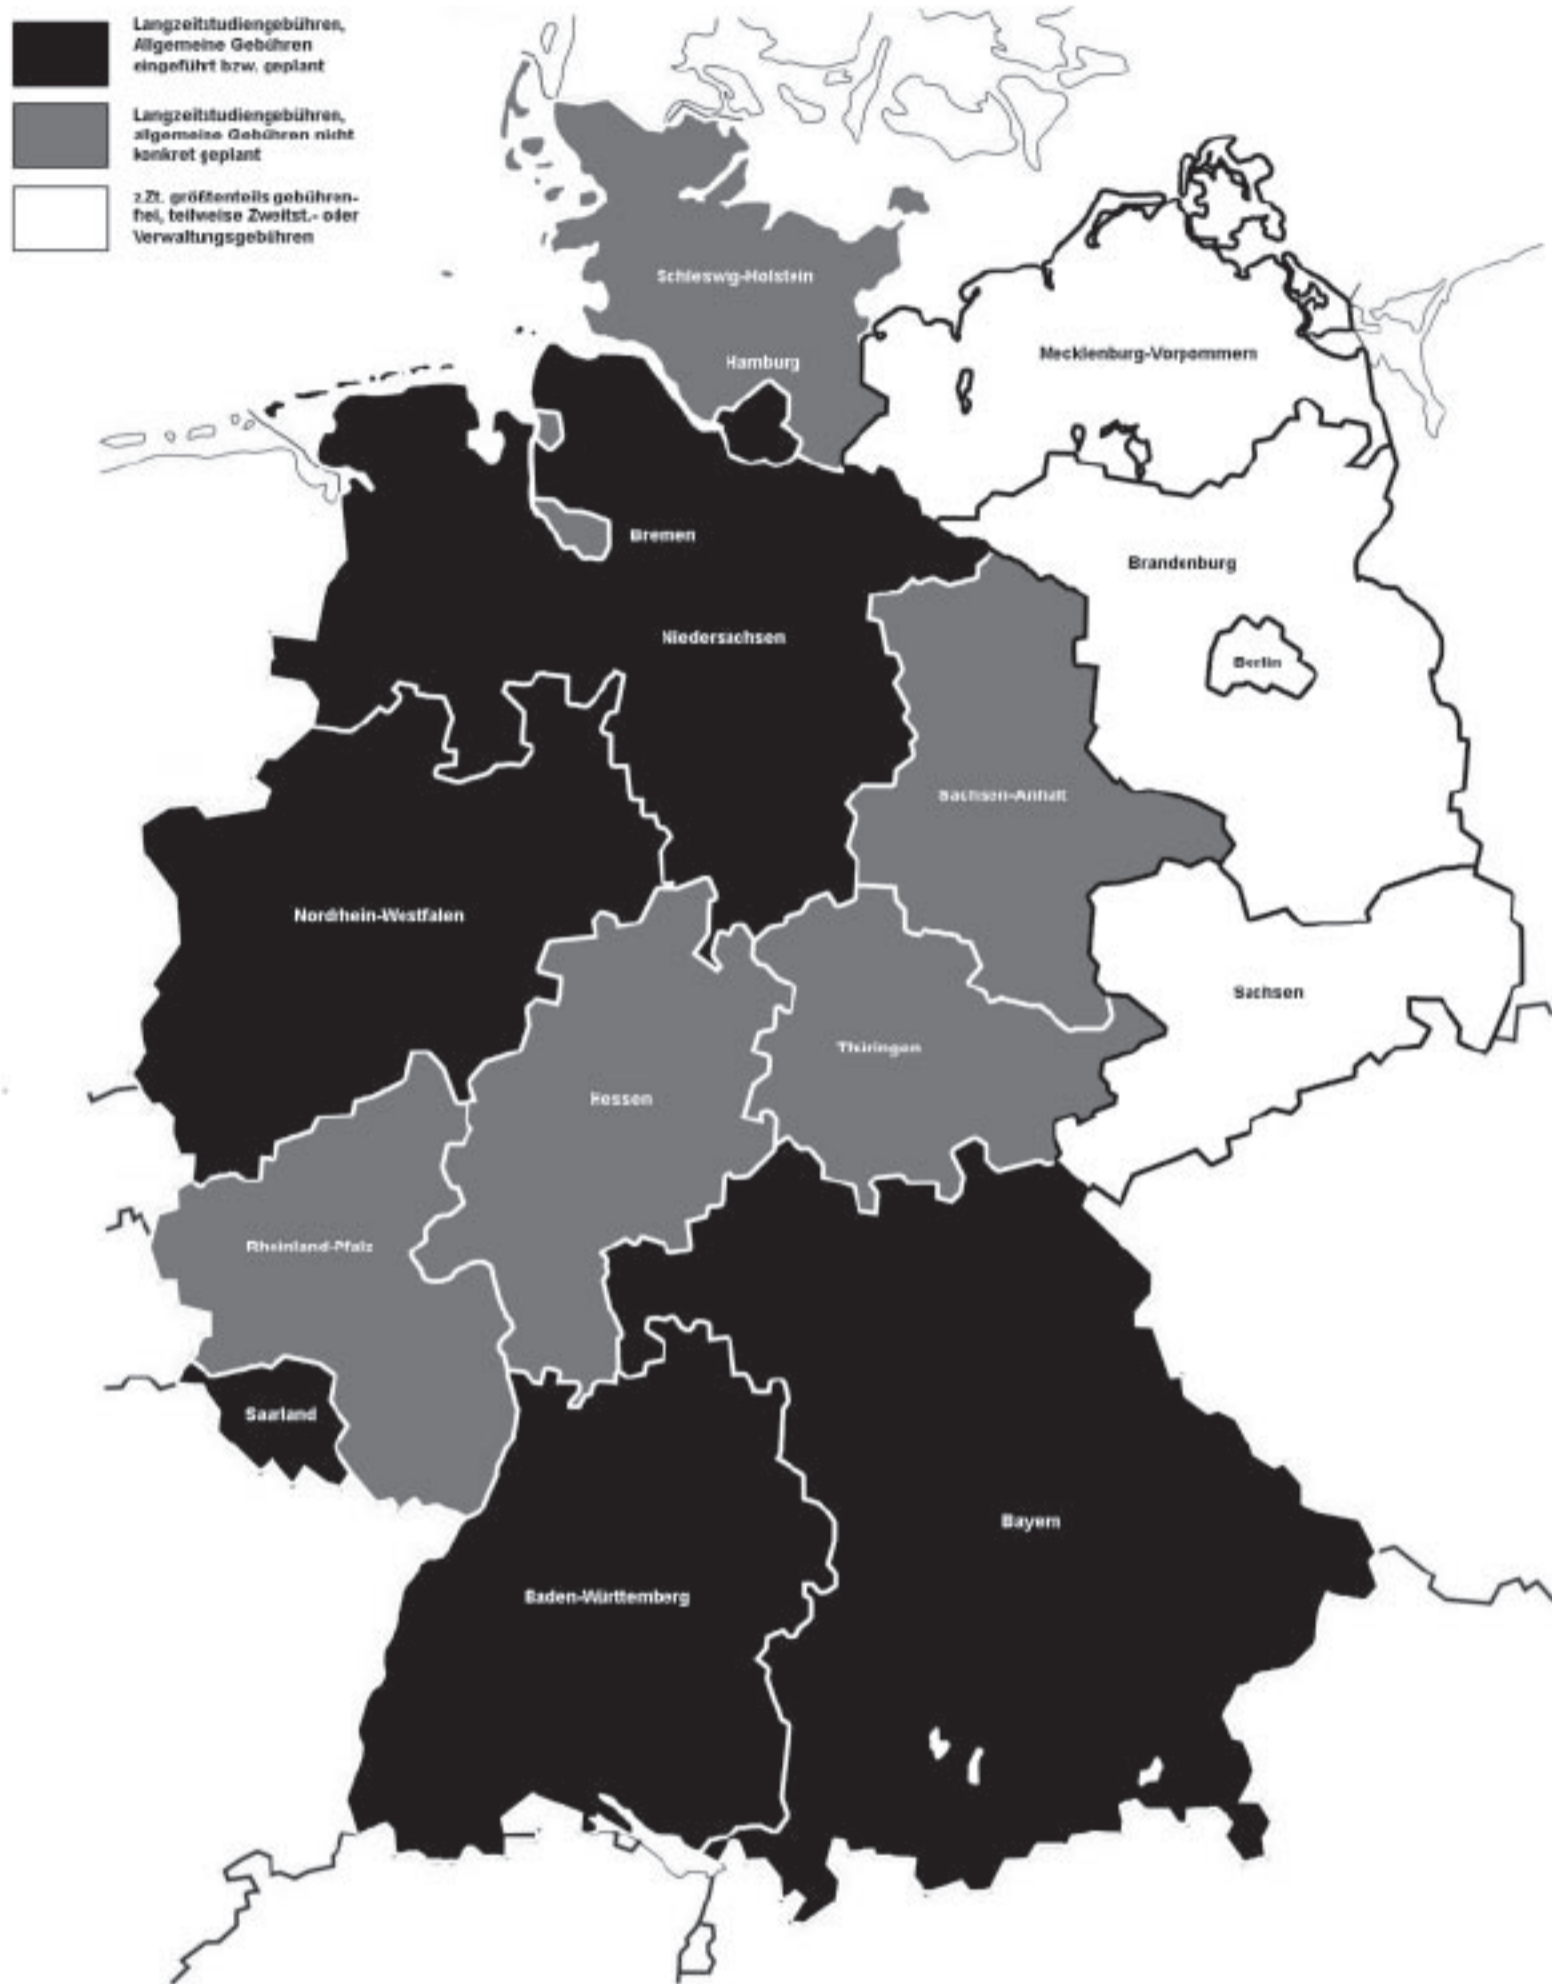 Langzeitstudiengebühren,
Allgemeine Gebühren
eingeführt bzw. geplant
Langzeitstudiengebühren,
allgemeine Gebühren nicht
konkret geplant
z.Zt. größtenteils gebühren-
frei, teilweise Zweitst.- oder
Verwaltungsgebühren
Schleswig-Holstein
Hamburg
Mecklenburg-Vorpommern
Bremen
Brandenburg
Niedersachsen
Berlin
Sachsen-Anhalt
Nordrhein-Westfalen
Sachsen
Thüringen
Hessen
Rheinland-Pfalz
Saarland
Bayern
Baden-Württemberg